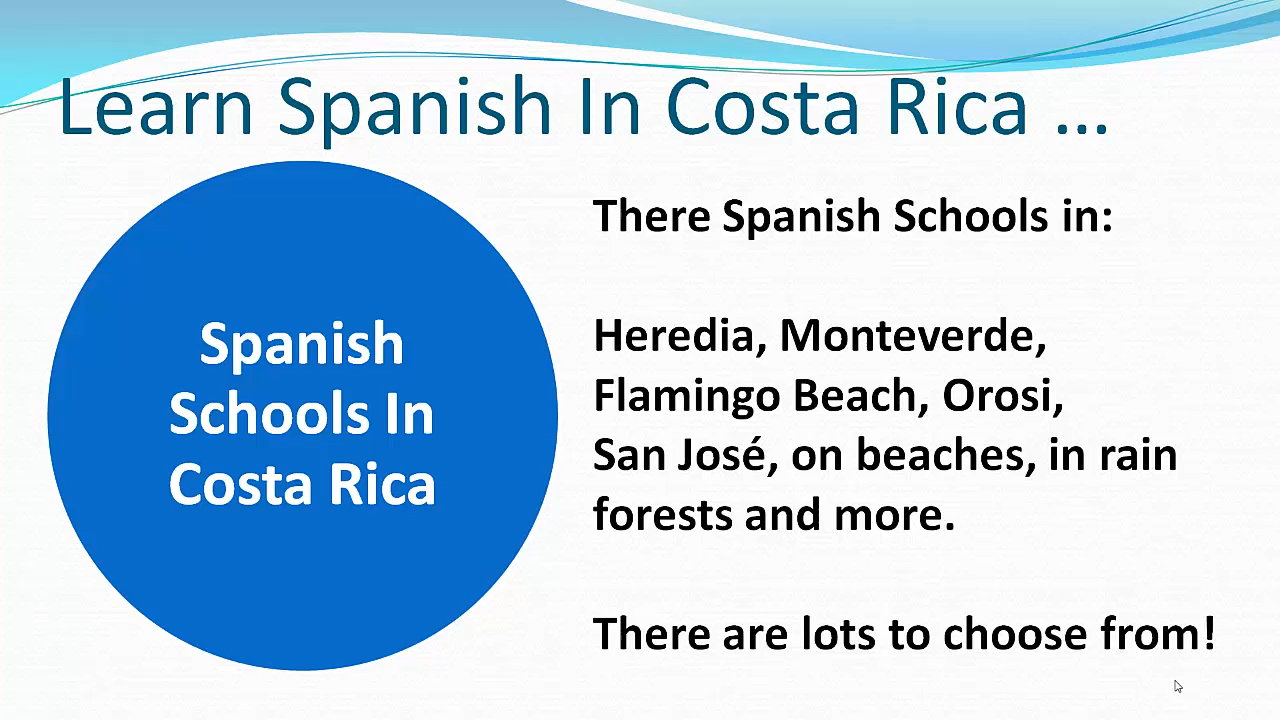 Learn Spanish In Costa Rica ...
Spanish
Schools In
Costa Rica
There Spanish Schools in:
Heredia, Monteverde,
Flamingo Beach, Orosi,
San José, on beaches, in rain
forests and more.
There are lots to choose from!